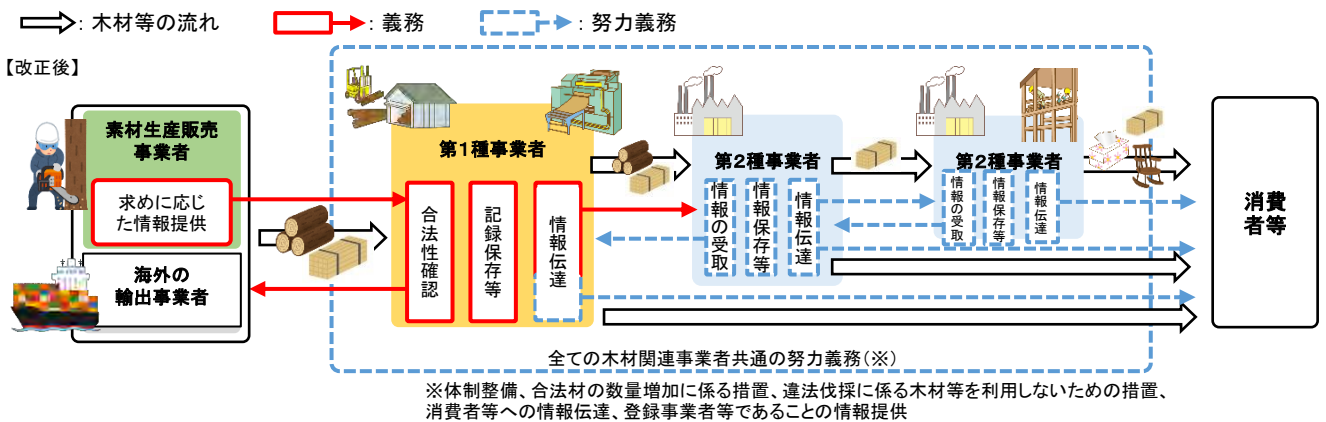 ：木材等の流れ
：義務
：努力義務
【改正後】
素材生産販売
事業者
求めに応じ
た情報提供
海外の
輸出事業者
第１種事業者
合法性確認
記録保存等
情報伝達
第２種事業者
情報の受取
情報保存等
情報伝達
第２種事業者
情報の受取
情報保存等
情報伝達
消費
者等
全ての木材関連事業者共通の努力義務（※）
※体制整備、合法材の数量増加に係る措置、違法伐採に係る木材等を利用しないための措置、
消費者等への情報伝達、登録事業者等であることの情報提供